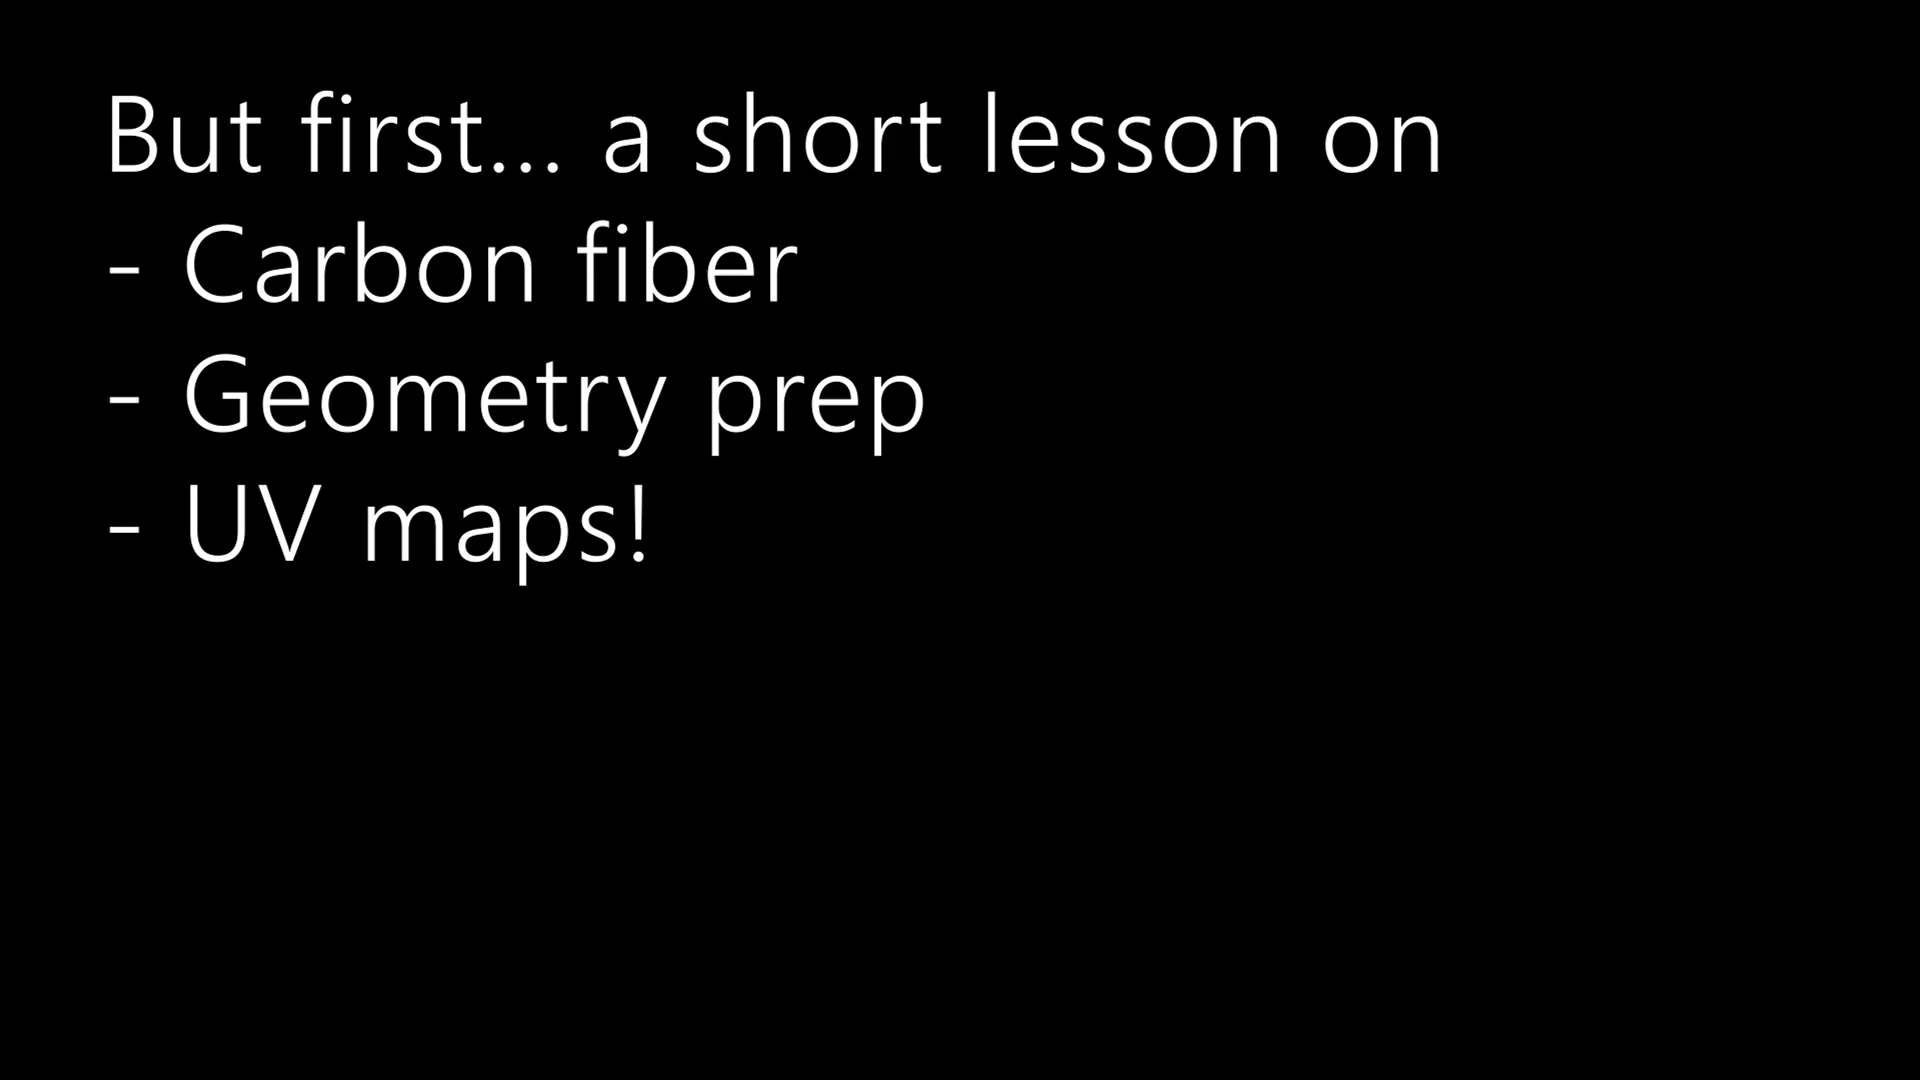 But first... a short lesson on
- Carbon fiber
- Geometry prep
- UV maps!